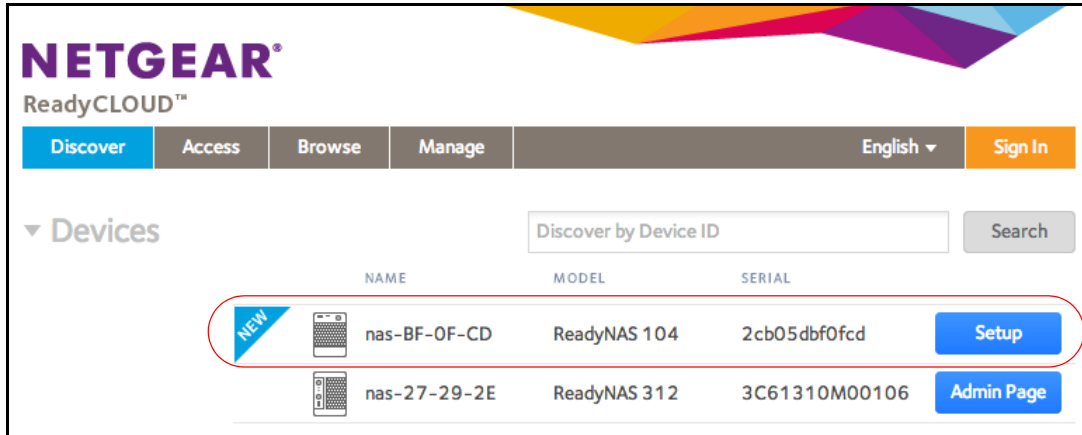 NETGEAR®
ReadyCLOUD™
Discover Access Browse Manage English Sign In
Devices Discover by Device ID Search
NAME MODEL SERIAL
NEW nas-BF-0F-CD ReadyNAS 104 2cb05dbf0fcd Setup
nas-27-29-2E ReadyNAS 312 3C61310M00106 Admin Page